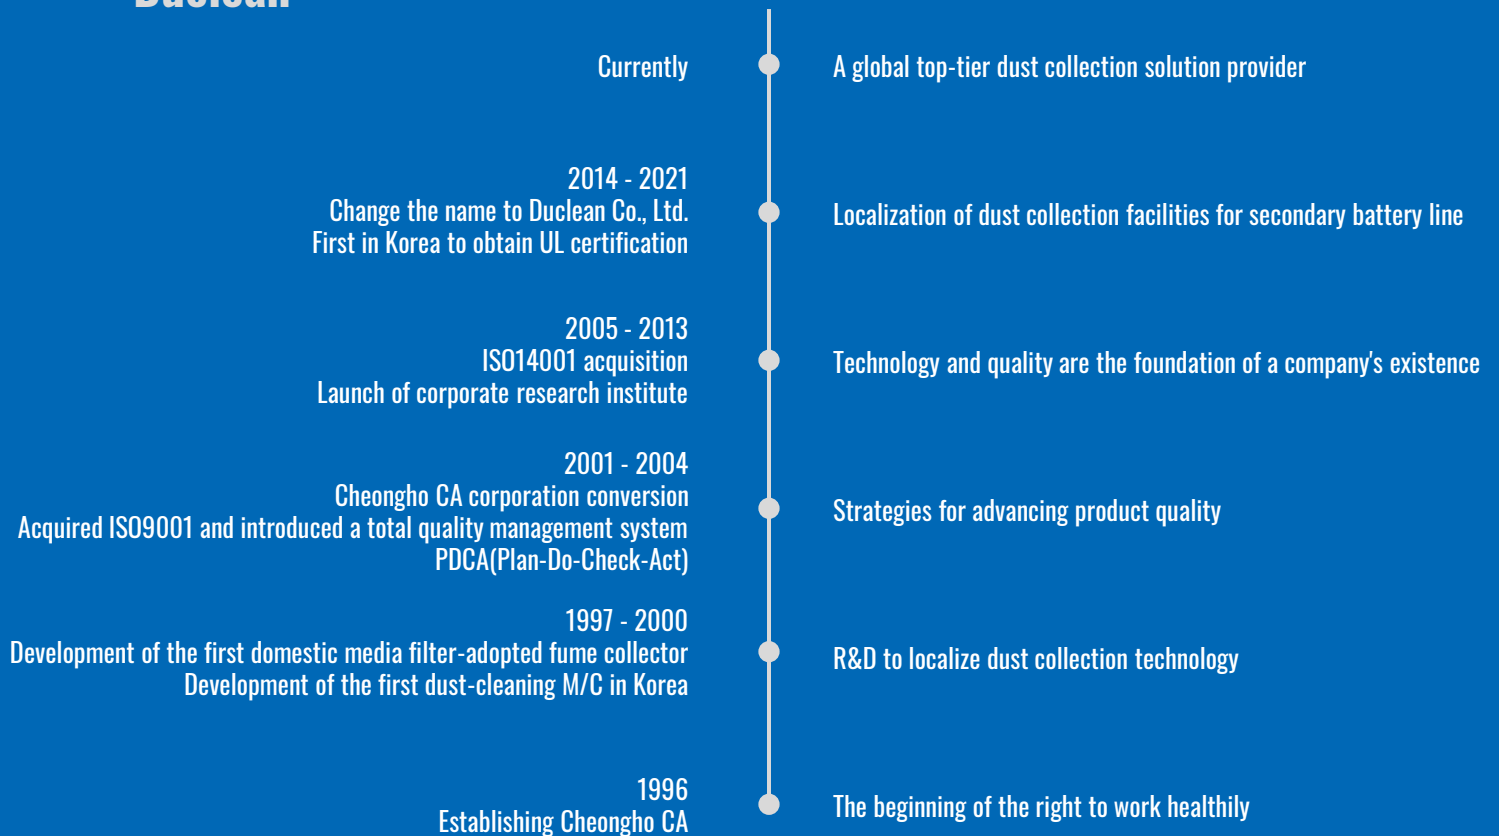 Duclean
Currently
A global top-tier dust collection solution provider
2014 - 2021
Change the name to Duclean Co., Ltd.
First in Korea to obtain UL certification
Localization of dust collection facilities for secondary battery line
2005 - 2013
ISO14001 acquisition
Launch of corporate research institute
Technology and quality are the foundation of a company's existence
2001 - 2004
Cheongho CA corporation conversion
Acquired ISO9001 and introduced a total quality management system
PDCA(Plan-Do-Check-Act)
Strategies for advancing product quality
1997 - 2000
Development of the first domestic media filter-adopted fume collector
Development of the first dust-cleaning M/C in Korea
R&D to localize dust collection technology
1996
Establishing Cheongho CA
The beginning of the right to work healthily